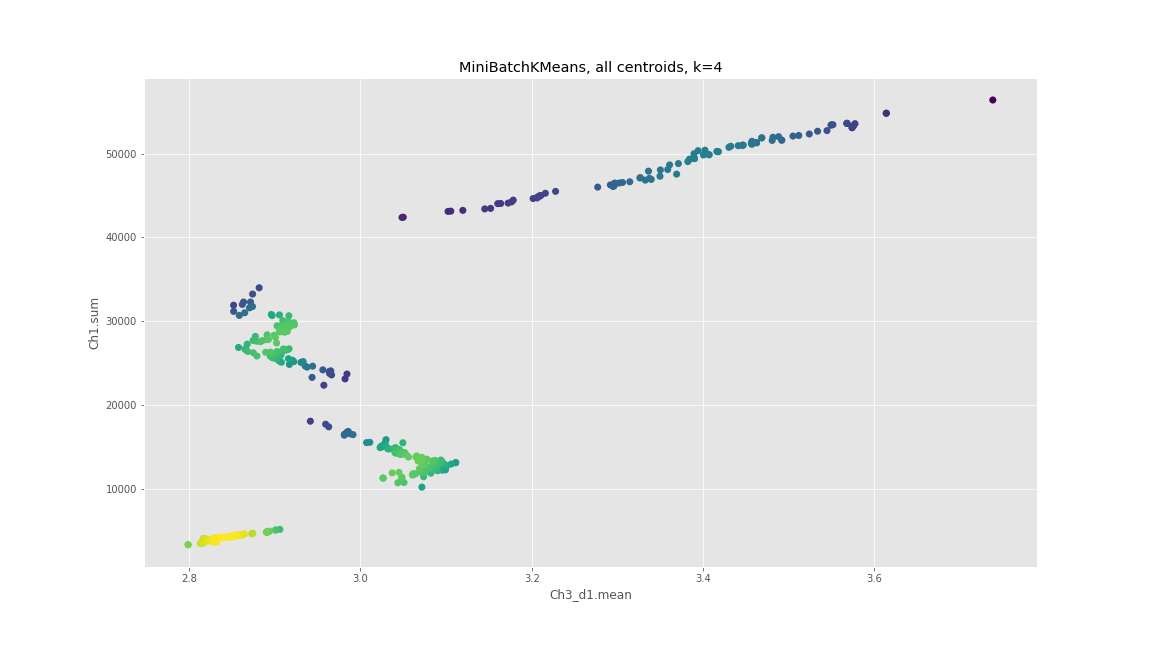 MiniBatchKMeans, all centroids, k=4
50000
40000
30000
20000
10000
Ch1.sum
2.8 3.0 3.2 3.4 3.6
Ch3_d1.mean